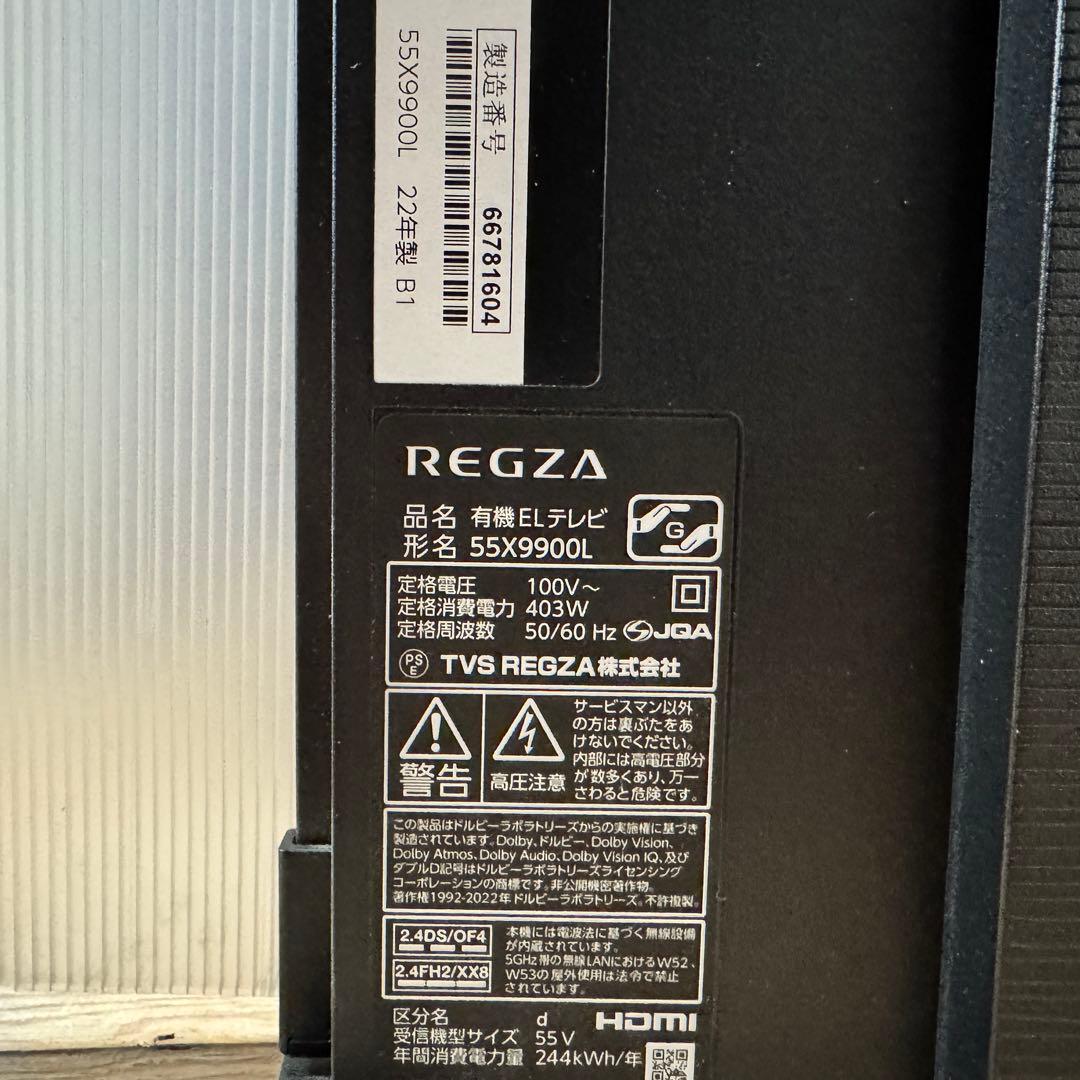 製造番号 66781604
55X9900L 22年製 B1
REGZA
品名 有機ELテレビ
形名 55X9900L
G
定格電圧 100V～
定格消費電力 403W
定格周波数 50/60 Hz JQA
PS
E
TVS REGZA株式会社
警告
高圧注意
サービスマン以外
の方は裏ぶたをあ
けないでください。
内部には高電圧部分
が数多くあり、万一
さわると危険です。
この製品はドルビーラボラトリーズからの実施権に基づき
製造されています。Dolby、ドルビー、Dolby Vision、
Dolby Atmos、Dolby Audio、Dolby Vision IQ、及び
ダブルD記号はドルビーラボラトリーズライセンシング
コーポレーションの商標です。非公開機密著作物。
著作権1992-2022年ドルビーラボラトリーズ。不許複製。
2.4DS/OF4
2.4FH2/XX8
本機には電波法に基づく無線設備
が内蔵されています。
5GHz帯の無線LANにおけるW52、
W53の屋外使用は法令で禁止
されています。
区分名 d HDMI
受信機型サイズ 55V
年間消費電力量 244kWh/年